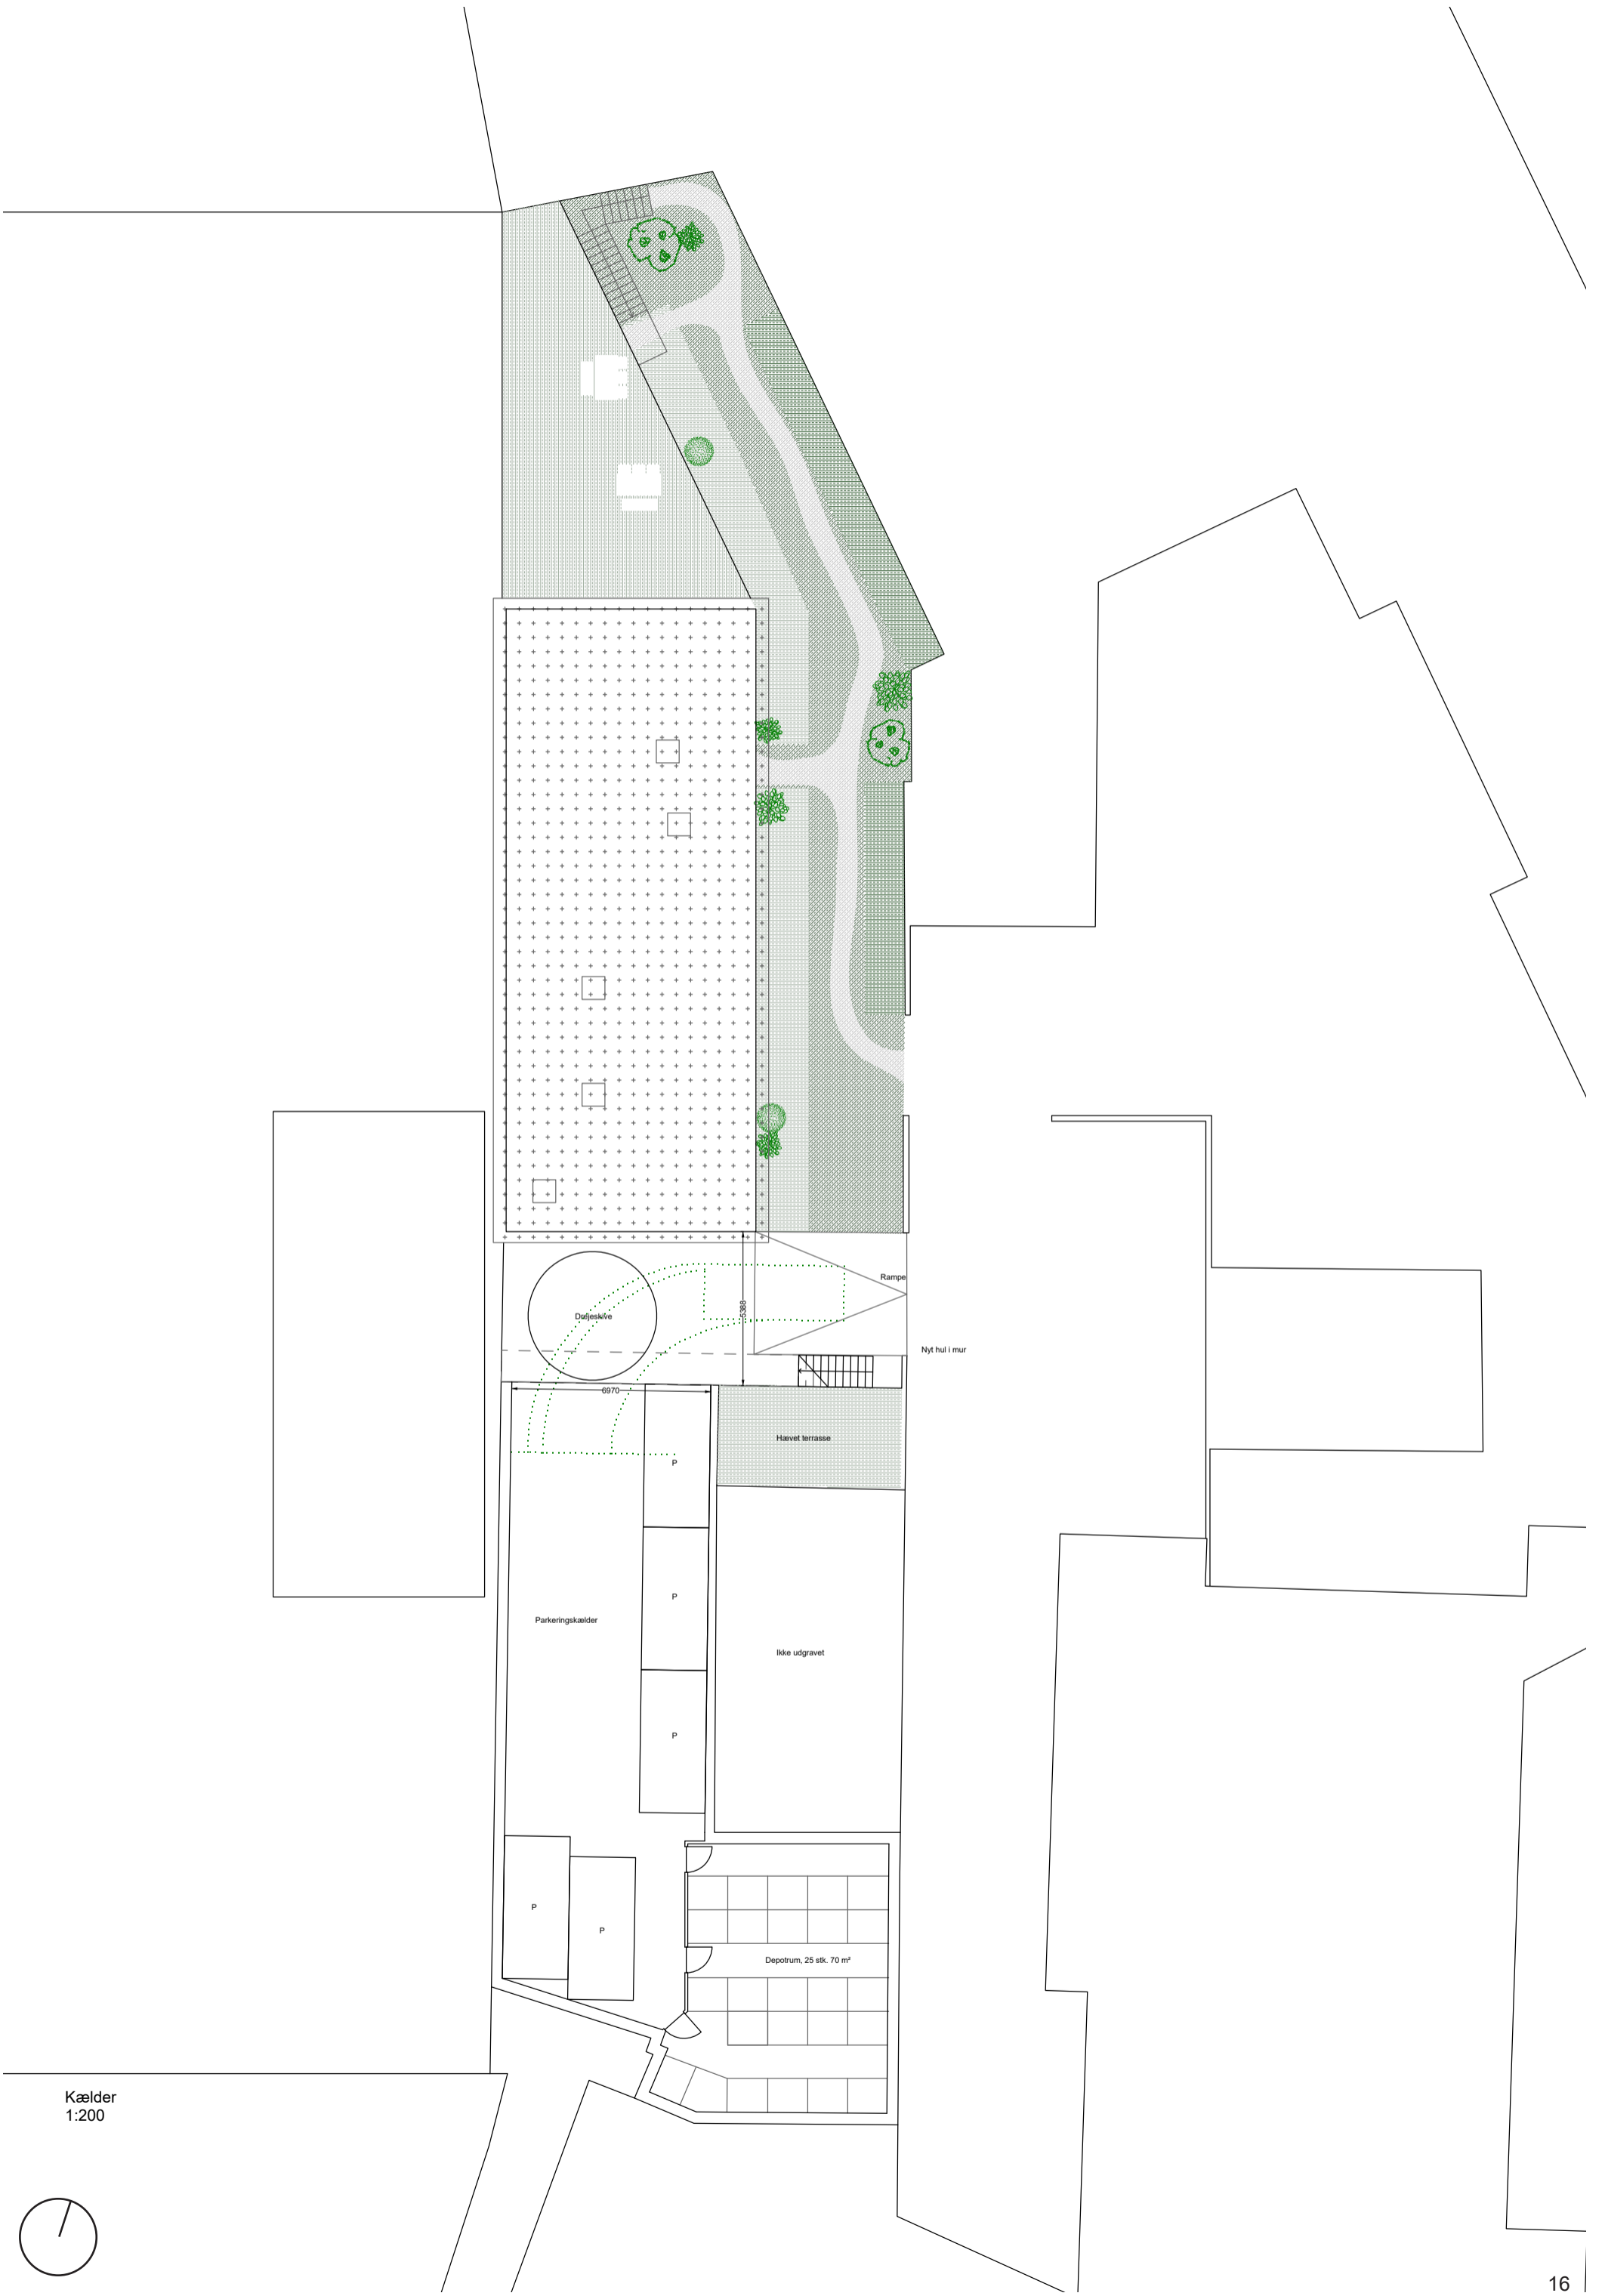 Rampe
Drejeskive
5388
Nyt hul i mur
6970
Hævet terrasse
P
P
Parkeringskælder
Ikke udgravet
P
P
P
Depotrum, 25 stk. 70 m²
Kælder
1:200
16